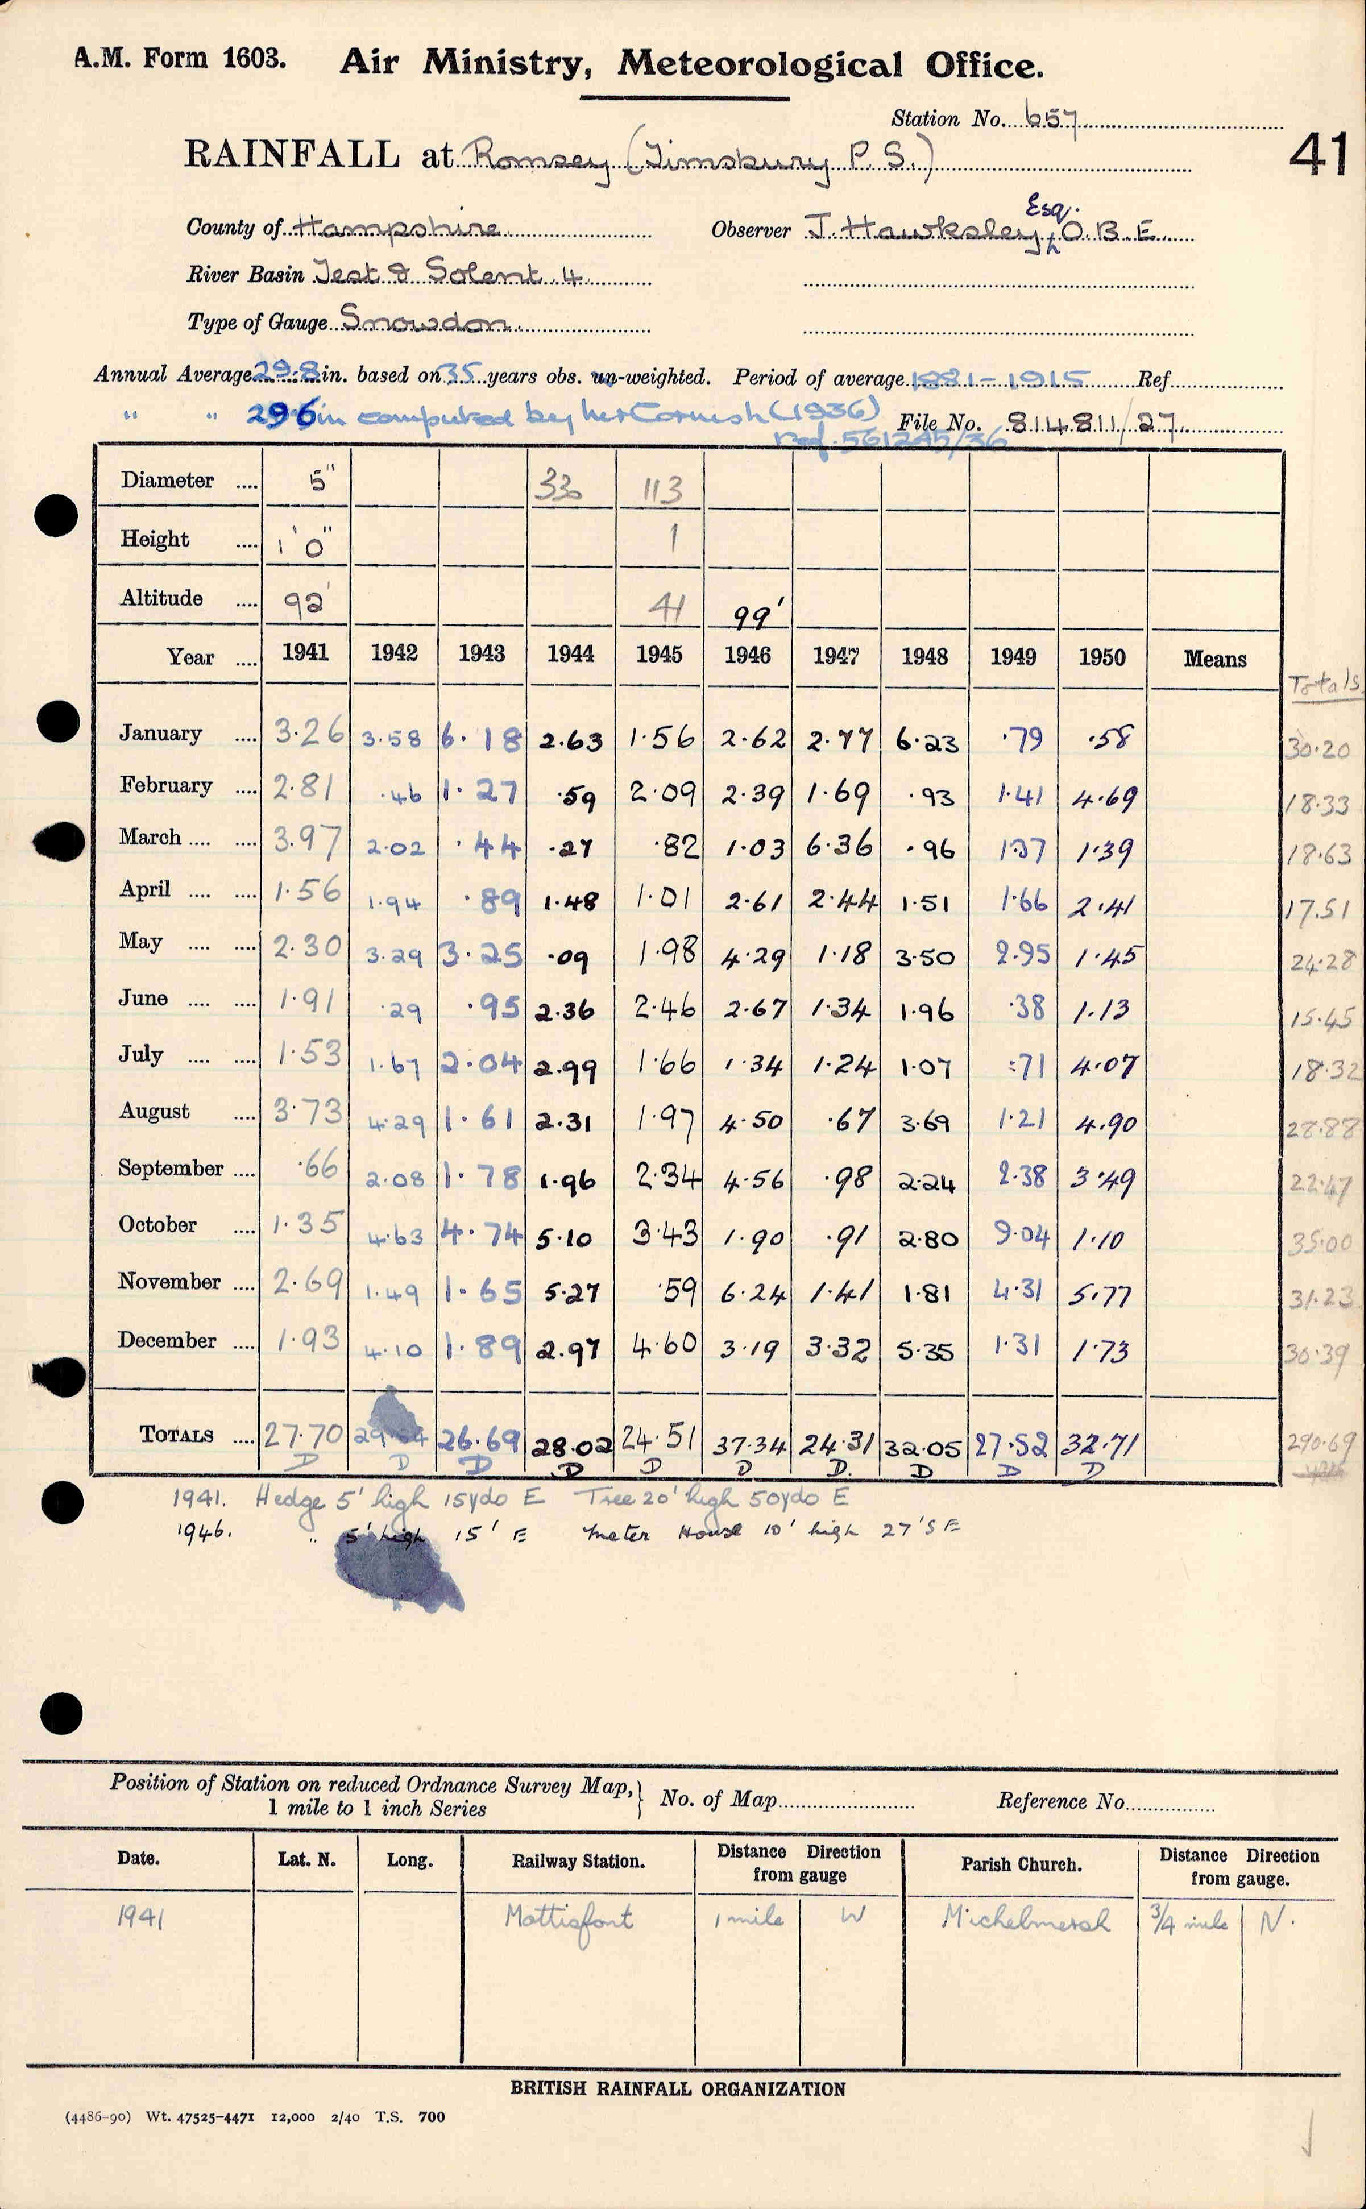 A.M. Form 1603. Air Ministry, Meteorological Office.
Station No. 657
RAINFALL at Romsey (Timsbury P.S.)
41
County of Hampshire Observer J. Hawksley, Esq. O.B.E.
River Basin Test & Solent 4
Type of Gauge Snowdon
Annual Average 29.8 in. based on 35 years obs. un-weighted. Period of average 1881-1915 Ref.
" " 29.6 in computed by Cornish (1936) File No. 814811/27
Ref. 561245/36
Diameter .... 5" 33 113
Height .... 1' 0" 1
Altitude .... 92' 41 99'
Year .... 1941 1942 1943 1944 1945 1946 1947 1948 1949 1950 Means Totals
January .... 3.26 3.58 6.18 2.63 1.56 2.62 2.77 6.23 .79 .58 30.20
February .... 2.81 .46 1.27 .59 2.09 2.39 1.69 .93 1.41 4.69 18.33
March .... .... 3.97 2.02 .44 .27 .82 1.03 6.36 .96 1.37 1.39 18.63
April .... .... 1.56 1.94 .89 1.48 1.01 2.61 2.44 1.51 1.66 2.41 17.51
May .... .... 2.30 3.29 3.25 .09 1.98 4.29 1.18 3.50 2.95 1.45 24.28
June .... .... 1.91 .29 .95 2.36 2.46 2.67 1.34 1.96 .38 1.13 15.45
July .... .... 1.53 1.67 2.04 2.99 1.66 1.34 1.24 1.07 .71 4.07 18.32
August .... 3.73 4.29 1.61 2.31 1.97 4.50 .67 3.69 1.21 4.90 28.88
September .... .66 2.08 1.78 1.96 2.34 4.56 .98 2.24 2.38 3.49 22.47
October .... 1.35 4.63 4.74 5.10 3.43 1.90 .91 2.80 9.04 1.10 35.00
November .... 2.69 1.49 1.65 5.27 .59 6.24 1.41 1.81 4.31 5.77 31.23
December .... 1.93 4.10 1.89 2.97 4.60 3.19 3.32 5.35 1.31 1.73 30.39
TOTALS .... 27.70 29.84 26.69 28.02 24.51 37.34 24.31 32.05 27.52 32.71 290.69
D D D D D D D. D D D
1941. Hedge 5' high 15yds E Tree 20' high 50yds E
1946. " 5' high 15' E Meter House 10' high 27' SE
Position of Station on reduced Ordnance Survey Map, } No. of Map Reference No.
1 mile to 1 inch Series
Date. Lat. N. Long. Railway Station. Distance Direction from gauge Parish Church. Distance Direction from gauge.
1941 Mottisfont 1 mile W Michelmersh 3/4 mile N.
BRITISH RAINFALL ORGANIZATION
(4486-90) Wt. 47525-4471 12,000 2/40 T.S. 700